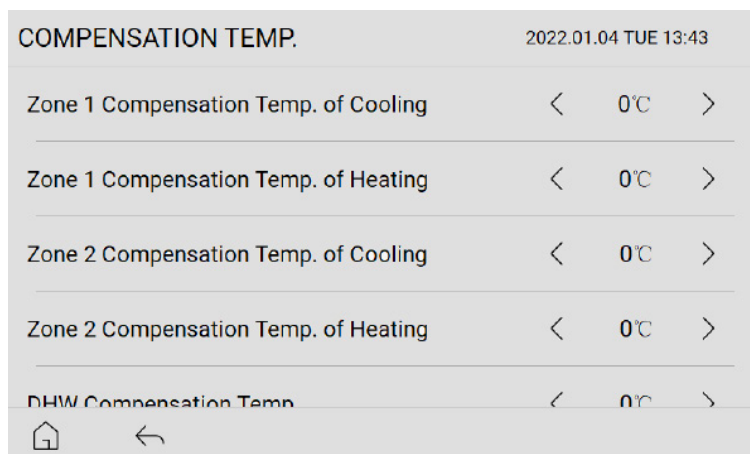 COMPENSATION TEMP. 2022.01.04 TUE 13:43
Zone 1 Compensation Temp. of Cooling < 0℃ >
Zone 1 Compensation Temp. of Heating < 0℃ >
Zone 2 Compensation Temp. of Cooling < 0℃ >
Zone 2 Compensation Temp. of Heating < 0℃ >
DHW Compensation Temp < 0℃ >